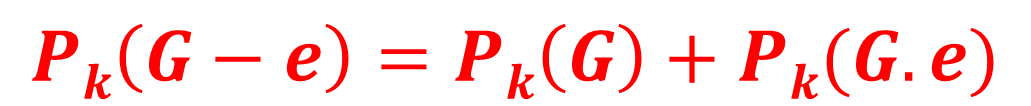 P_k(G − e) = P_k(G) + P_k(G.e)